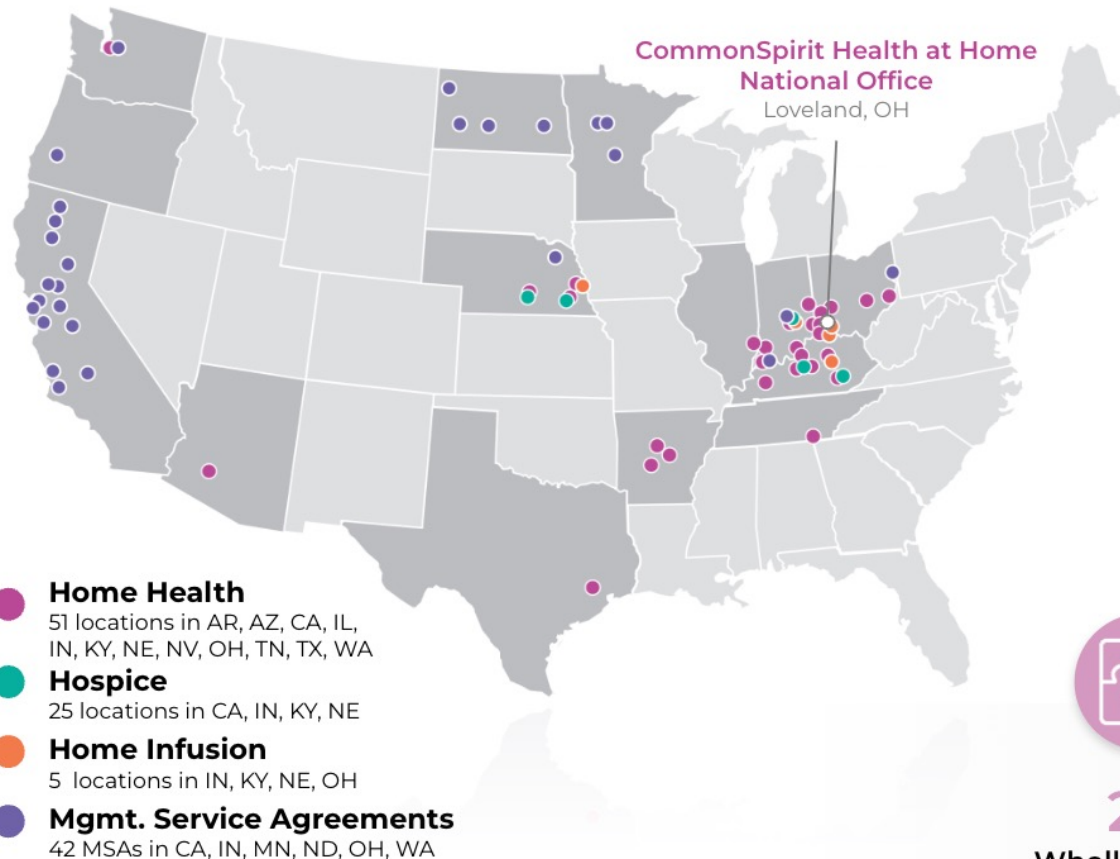 CommonSpirit Health at Home
National Office
Loveland, OH
Home Health
51 locations in AR, AZ, CA, IL,
IN, KY, NE, NV, OH, TN, TX, WA
Hospice
25 locations in CA, IN, KY, NE
Home Infusion
5 locations in IN, KY, NE, OH
Mgmt. Service Agreements
42 MSAs in CA, IN, MN, ND, OH, WA